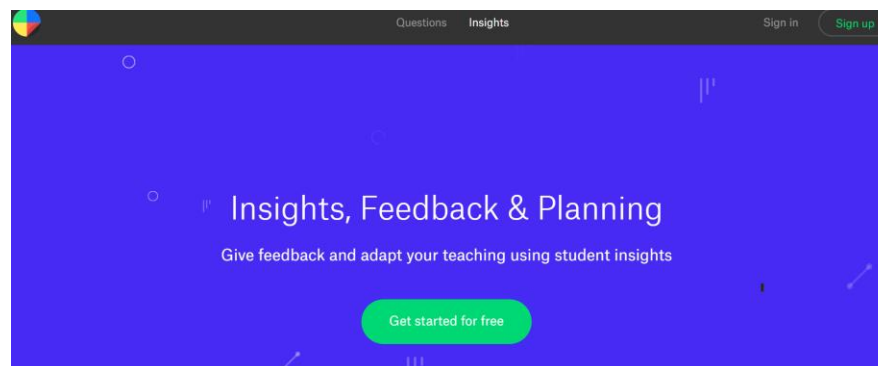 Questions Insights Sign in Sign up
Insights, Feedback & Planning
Give feedback and adapt your teaching using student insights
Get started for free